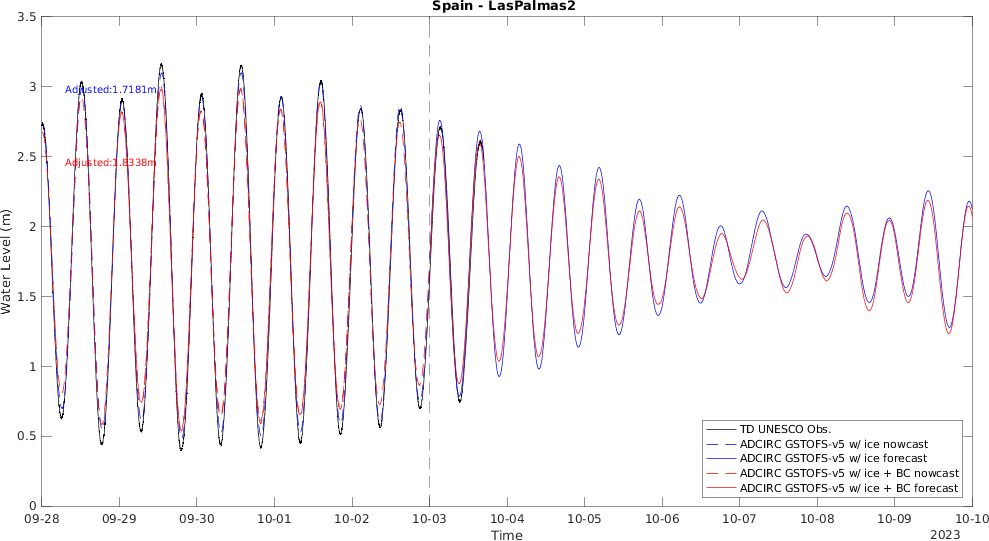 Spain - LasPalmas2
3.5
3
2.5
2
1.5
1
0.5
0
Water Level (m)
Adjusted:1.7181m
Adjusted:1.8338m
TD UNESCO Obs.
ADCIRC GSTOFS-v5 w/ ice nowcast
ADCIRC GSTOFS-v5 w/ ice forecast
ADCIRC GSTOFS-v5 w/ ice + BC nowcast
ADCIRC GSTOFS-v5 w/ ice + BC forecast
09-28 09-29 09-30 10-01 10-02 10-03 10-04 10-05 10-06 10-07 10-08 10-09 10-10
Time
2023